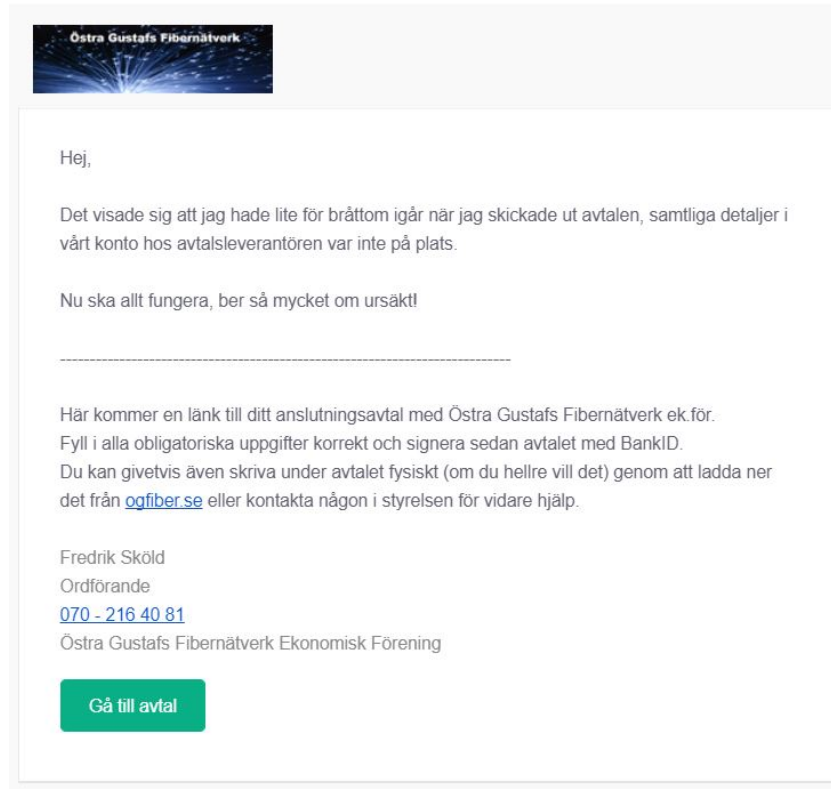 Östra Gustafs Fibernätverk
Hej,
Det visade sig att jag hade lite för bråttom igår när jag skickade ut avtalen, samtliga detaljer i
vårt konto hos avtalsleverantören var inte på plats.
Nu ska allt fungera, ber så mycket om ursäkt!
---------------------------------------------------------------------------
Här kommer en länk till ditt anslutningsavtal med Östra Gustafs Fibernätverk ek.för.
Fyll i alla obligatoriska uppgifter korrekt och signera sedan avtalet med BankID.
Du kan givetvis även skriva under avtalet fysiskt (om du hellre vill det) genom att ladda ner
det från ogfiber.se eller kontakta någon i styrelsen för vidare hjälp.
Fredrik Sköld
Ordförande
070 - 216 40 81
Östra Gustafs Fibernätverk Ekonomisk Förening
Gå till avtal